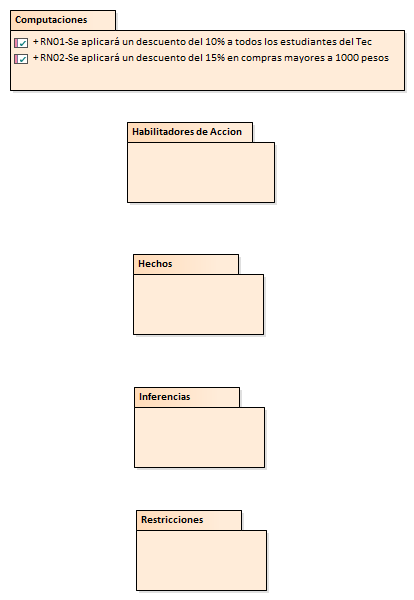 Computaciones
+ RN01-Se aplicará un descuento del 10% a todos los estudiantes del Tec
+ RN02-Se aplicará un descuento del 15% en compras mayores a 1000 pesos
Habilitadores de Accion
Hechos
Inferencias
Restricciones